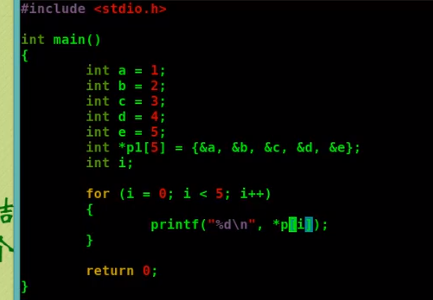 #include <stdio.h>
int main()
{
int a = 1;
int b = 2;
int c = 3;
int d = 4;
int e = 5;
int *p1[5] = {&a, &b, &c, &d, &e};
int i;
for (i = 0; i < 5; i++)
{
printf("%d\n", *p[i]);
}
return 0;
}